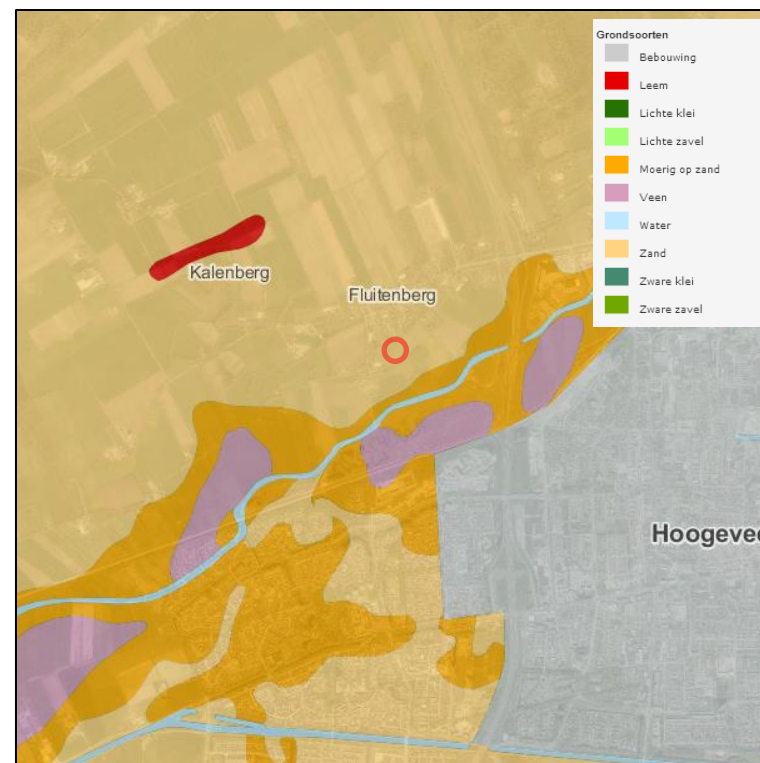 Grondsoorten
Bebouwing
Leem
Lichte klei
Lichte zavel
Moerig op zand
Veen
Water
Zand
Zware klei
Zware zavel
Kalenberg
Fluitenberg
Hoogevee